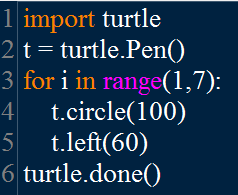 1 import turtle
2 t = turtle.Pen()
3 for i in range(1,7):
4     t.circle(100)
5     t.left(60)
6 turtle.done()